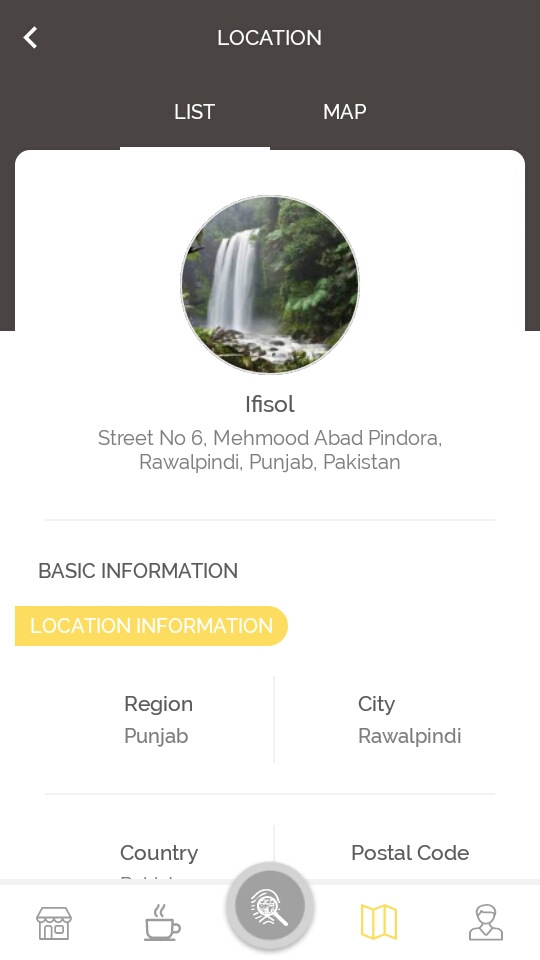 LOCATION
LIST
MAP
Ifisol
Street No 6, Mehmood Abad Pindora,
Rawalpindi, Punjab, Pakistan
BASIC INFORMATION
LOCATION INFORMATION
Region
City
Punjab
Rawalpindi
Country
Postal Code